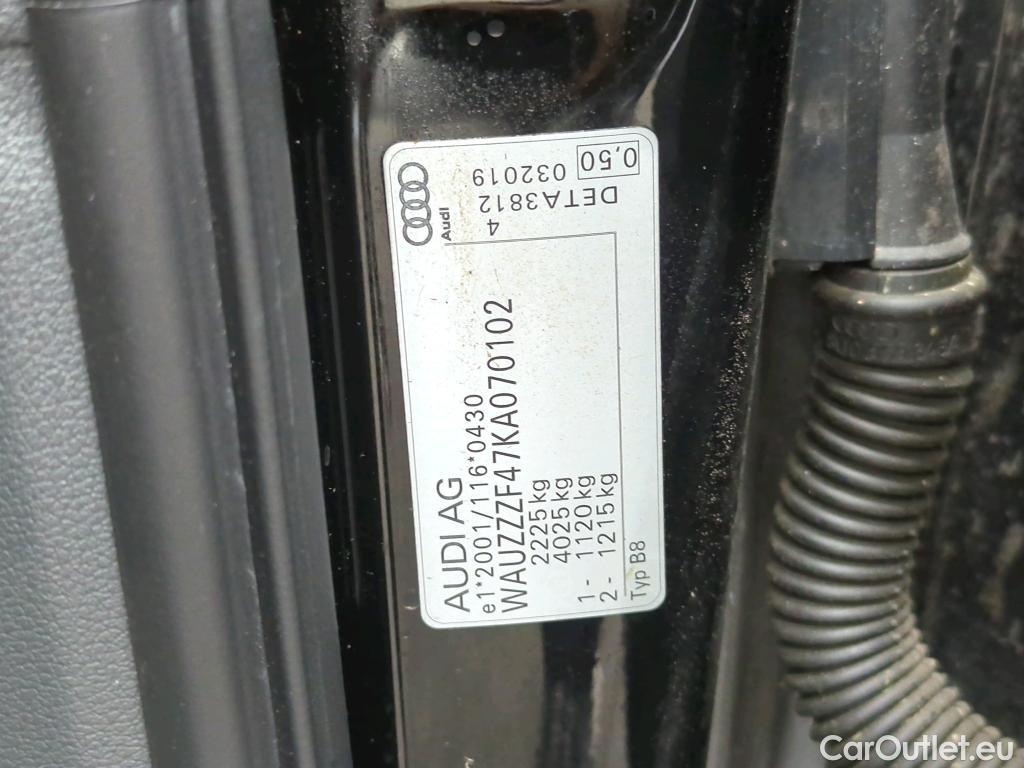 AUDI AG
e1*2001/116*0430
WAUZZZF47KA070102
2225kg
4025kg
1 - 1120kg
2 - 1215kg
Typ B8
Audi
4
DETA3812
032019 0,50
CarOutlet.eu